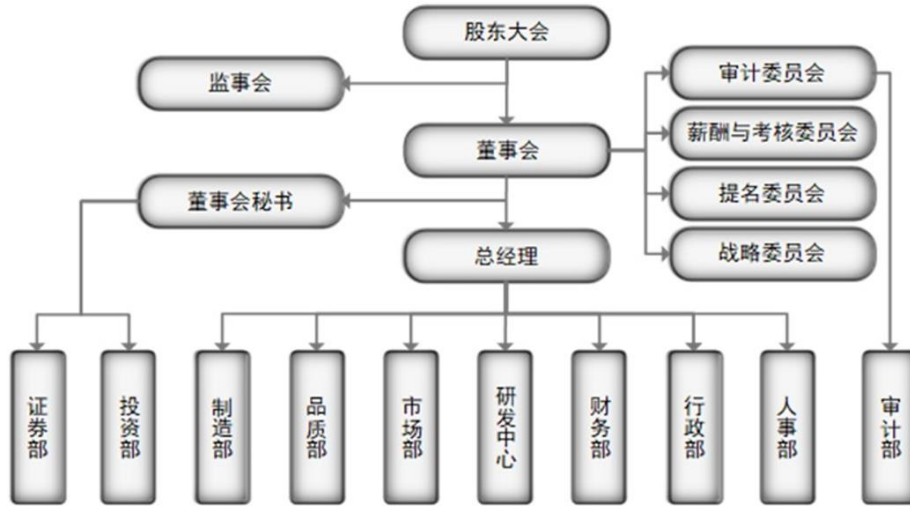 股东大会
监事会
审计委员会
薪酬与考核委员会
董事会
董事会秘书
提名委员会
总经理
战略委员会
证券部
投资部
制造部
品质部
市场部
研发中心
财务部
行政部
人事部
审计部